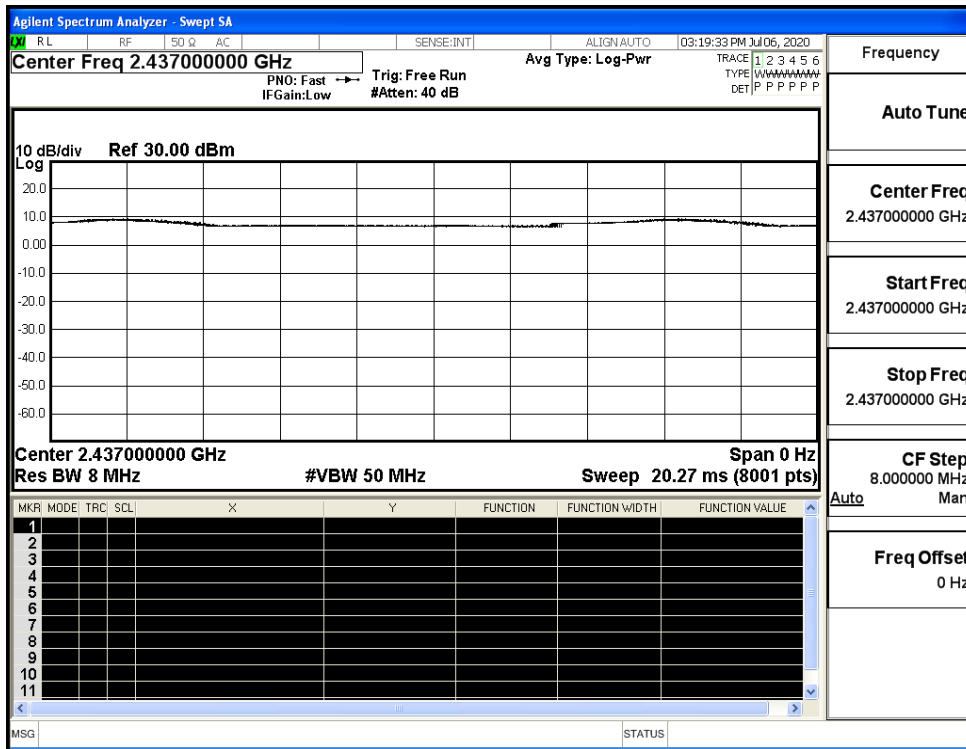 Agilent Spectrum Analyzer - Swept SA
LXI RL RF 50 Ω AC SENSE:INT ALIGNAUTO 03:19:33 PM Jul 06, 2020
Center Freq 2.437000000 GHz
Avg Type: Log-Pwr
TRACE 1 2 3 4 5 6
TYPE WWWWWW
DET P P P P P P
PNO: Fast
IFGain:Low
Trig: Free Run
#Atten: 40 dB
10 dB/div Ref 30.00 dBm
Log
20.0
10.0
0.00
-10.0
-20.0
-30.0
-40.0
-50.0
-60.0
Center 2.437000000 GHz Span 0 Hz
Res BW 8 MHz #VBW 50 MHz Sweep 20.27 ms (8001 pts)
MKR MODE TRC SCL X Y FUNCTION FUNCTION WIDTH FUNCTION VALUE
1
2
3
4
5
6
7
8
9
10
11
MSG STATUS
Frequency
Auto Tune
Center Freq
2.437000000 GHz
Start Freq
2.437000000 GHz
Stop Freq
2.437000000 GHz
CF Step
8.000000 MHz
Auto Man
Freq Offset
0 Hz